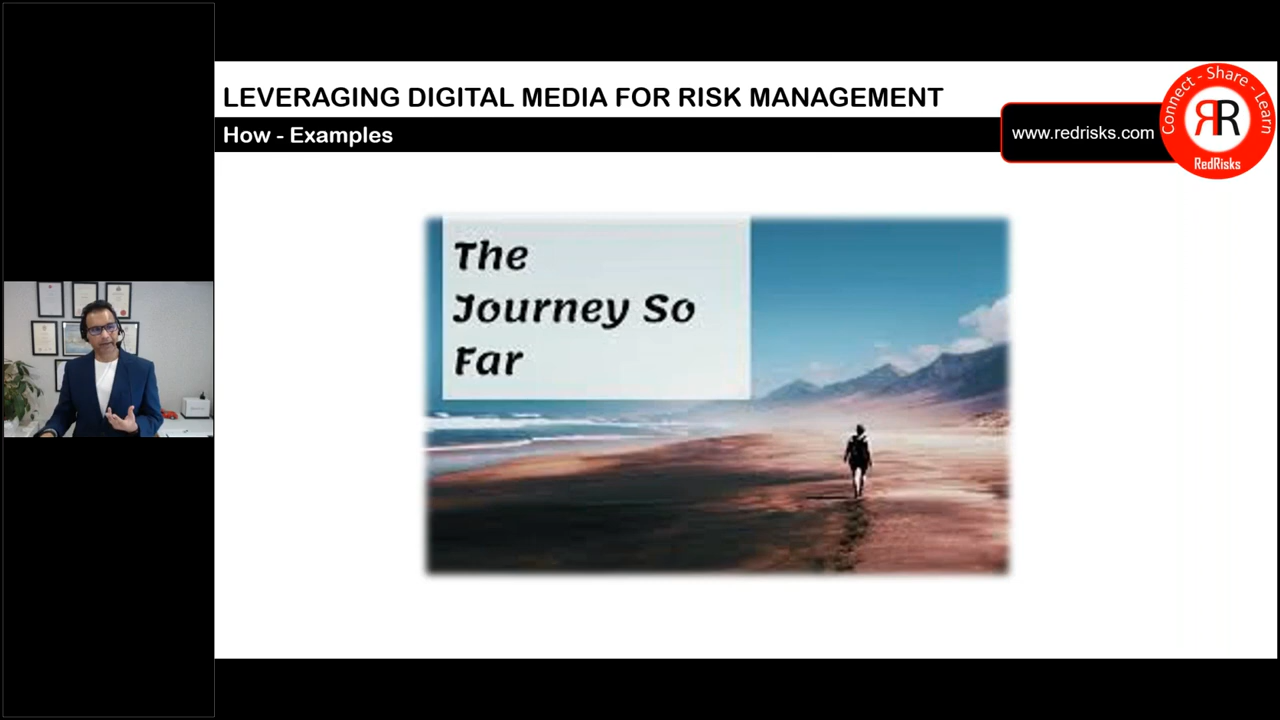 LEVERAGING DIGITAL MEDIA FOR RISK MANAGEMENT
How - Examples
www.redrisks.com
Connect - Share - Learn
RR
RedRisks
The
Journey So
Far